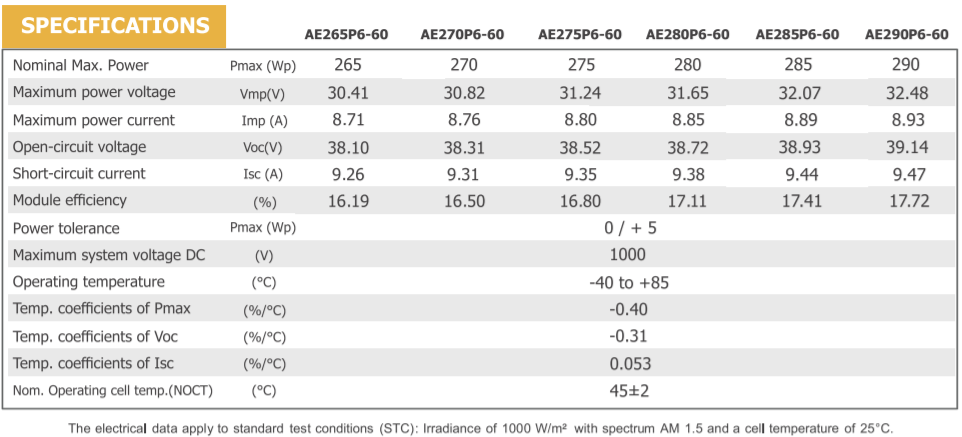 SPECIFICATIONS
AE265P6-60 AE270P6-60 AE275P6-60 AE280P6-60 AE285P6-60 AE290P6-60
Nominal Max. Power Pmax (Wp) 265 270 275 280 285 290
Maximum power voltage Vmp(V) 30.41 30.82 31.24 31.65 32.07 32.48
Maximum power current Imp (A) 8.71 8.76 8.80 8.85 8.89 8.93
Open-circuit voltage Voc(V) 38.10 38.31 38.52 38.72 38.93 39.14
Short-circuit current Isc (A) 9.26 9.31 9.35 9.38 9.44 9.47
Module efficiency (%) 16.19 16.50 16.80 17.11 17.41 17.72
Power tolerance Pmax (Wp) 0 / + 5
Maximum system voltage DC (V) 1000
Operating temperature (°C) -40 to +85
Temp. coefficients of Pmax (%/°C) -0.40
Temp. coefficients of Voc (%/°C) -0.31
Temp. coefficients of Isc (%/°C) 0.053
Nom. Operating cell temp.(NOCT) (°C) 45±2
The electrical data apply to standard test conditions (STC): Irradiance of 1000 W/m² with spectrum AM 1.5 and a cell temperature of 25°C.